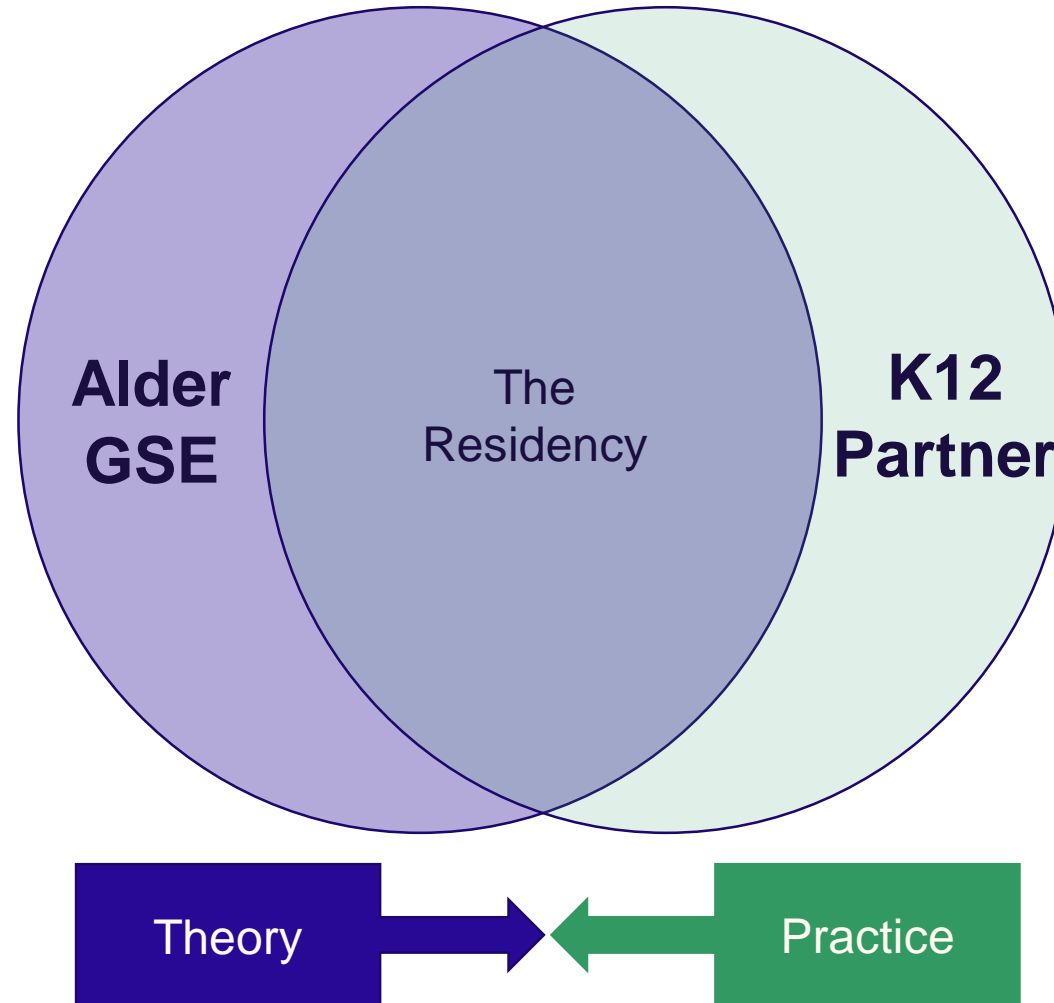 Alder
GSE
The
Residency
K12
Partner
Theory
Practice